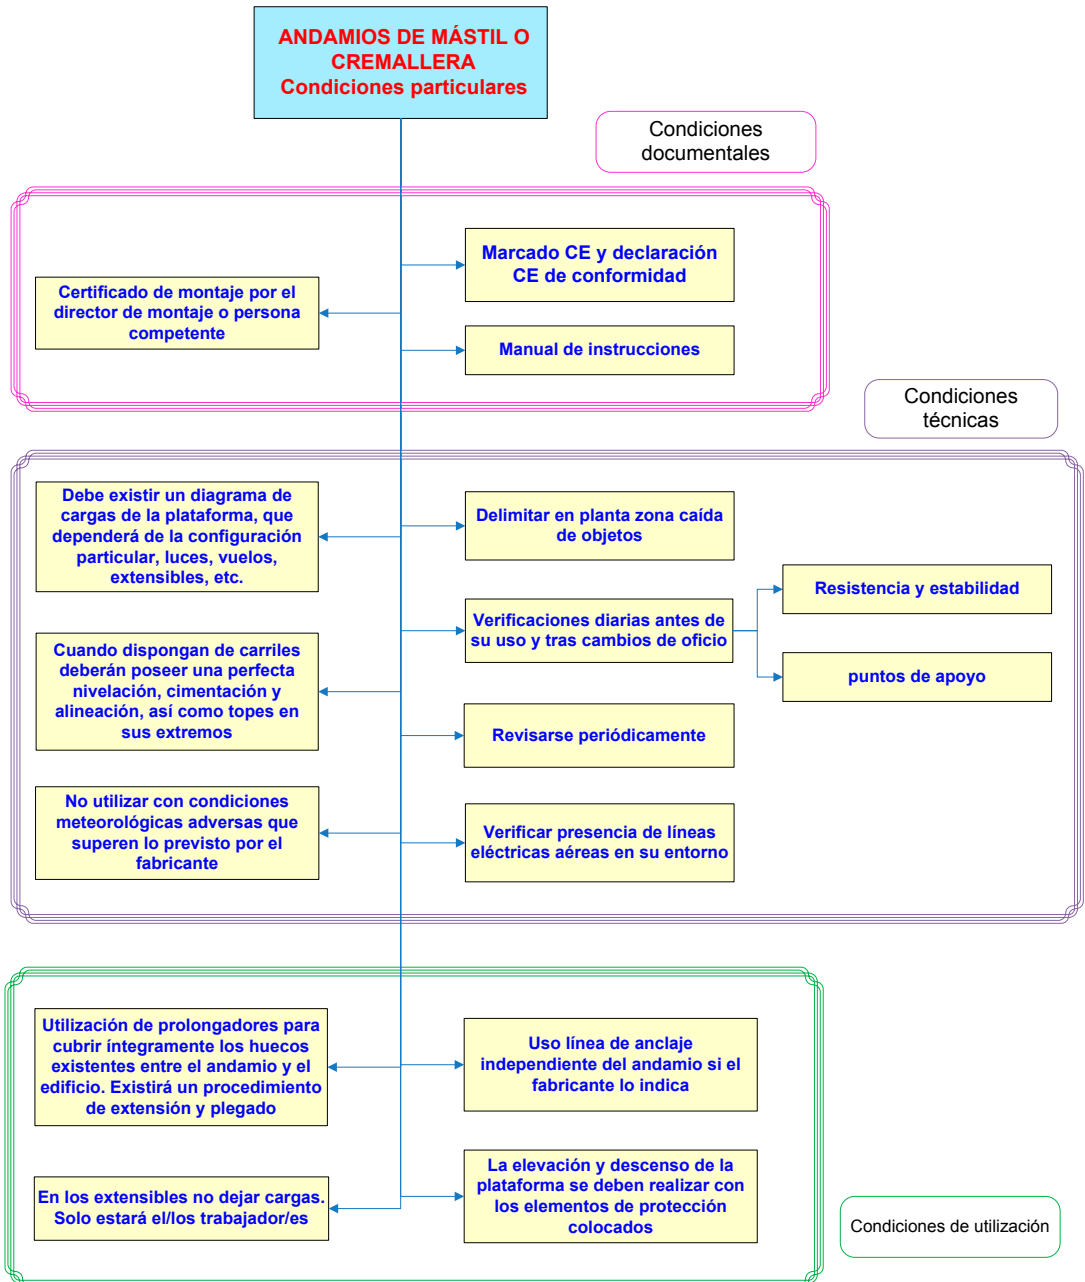 ANDAMIOS DE MÁSTIL O
CREMALLERA
Condiciones particulares
Condiciones
documentales
Marcado CE y declaración
CE de conformidad
Certificado de montaje por el
director de montaje o persona
competente
Manual de instrucciones
Condiciones
técnicas
Debe existir un diagrama de
cargas de la plataforma, que
dependerá de la configuración
particular, luces, vuelos,
extensibles, etc.
Delimitar en planta zona caída
de objetos
Resistencia y estabilidad
Verificaciones diarias antes de
su uso y tras cambios de oficio
puntos de apoyo
Cuando dispongan de carriles
deberán poseer una perfecta
nivelación, cimentación y
alineación, así como topes en
sus extremos
Revisarse periódicamente
No utilizar con condiciones
meteorológicas adversas que
superen lo previsto por el
fabricante
Verificar presencia de líneas
eléctricas aéreas en su entorno
Utilización de prolongadores para
cubrir íntegramente los huecos
existentes entre el andamio y el
edificio. Existirá un procedimiento
de extensión y plegado
Uso línea de anclaje
independiente del andamio si el
fabricante lo indica
En los extensibles no dejar cargas.
Solo estará el/los trabajador/es
La elevación y descenso de la
plataforma se deben realizar con
los elementos de protección
colocados
Condiciones de utilización